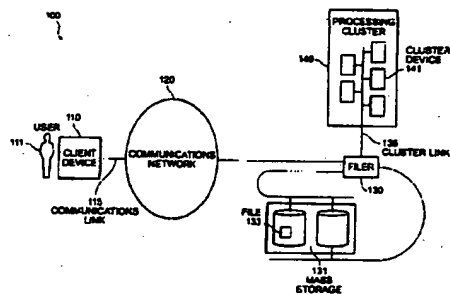 100
PROCESSING
CLUSTER
140
CLUSTER
DEVICE
141
120
110
USER
111
CLIENT
DEVICE
COMMUNICATIONS
NETWORK
115
COMMUNICATIONS
LINK
135
CLUSTER LINK
FILER
130
FILE
133
131
MASS
STORAGE